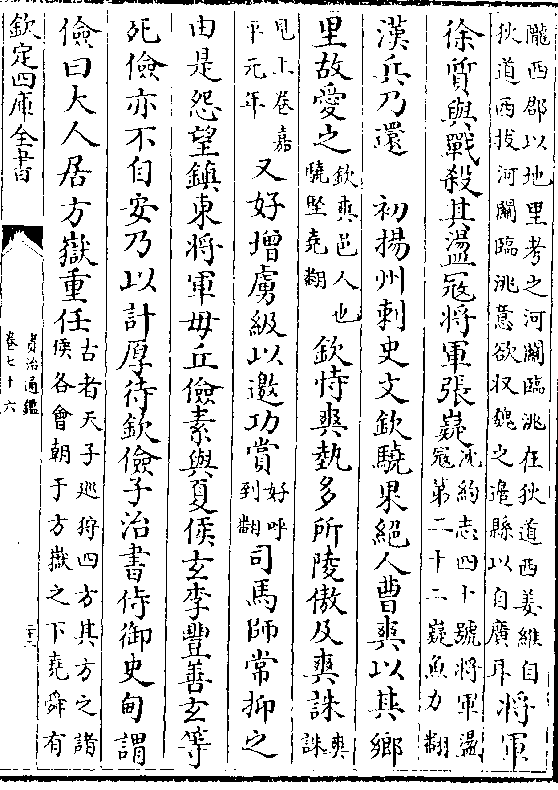 隴西郡以地里考之河關臨洮在狄道西姜維自
狄道西拔河關臨洮意欲収魏之邉縣以自廣耳將軍
徐質與戰殺其盪冦將軍張嶷沈約志四十號將軍盪
冦第二十二嶷魚力翻
漢兵乃還　初揚州刺史文欽驍果絶人曹爽以其鄉
里故愛之欽爽邑人也
驍堅堯翻欽恃爽勢多所陵傲及爽誅爽誅
見上卷嘉
平元年又好增虜級以邀功賞好呼
到翻司馬師常抑之
由是怨望鎮東將軍毋丘儉素與夏侯玄李豐善玄等
死儉亦不自安乃以計厚待欽儉子治書侍御史甸謂
儉曰大人居方嶽重任古者天子巡狩四方其方之諸
侯各會朝于方嶽之下堯舜有
欽定四庫全書
資治通鑑
卷七十六